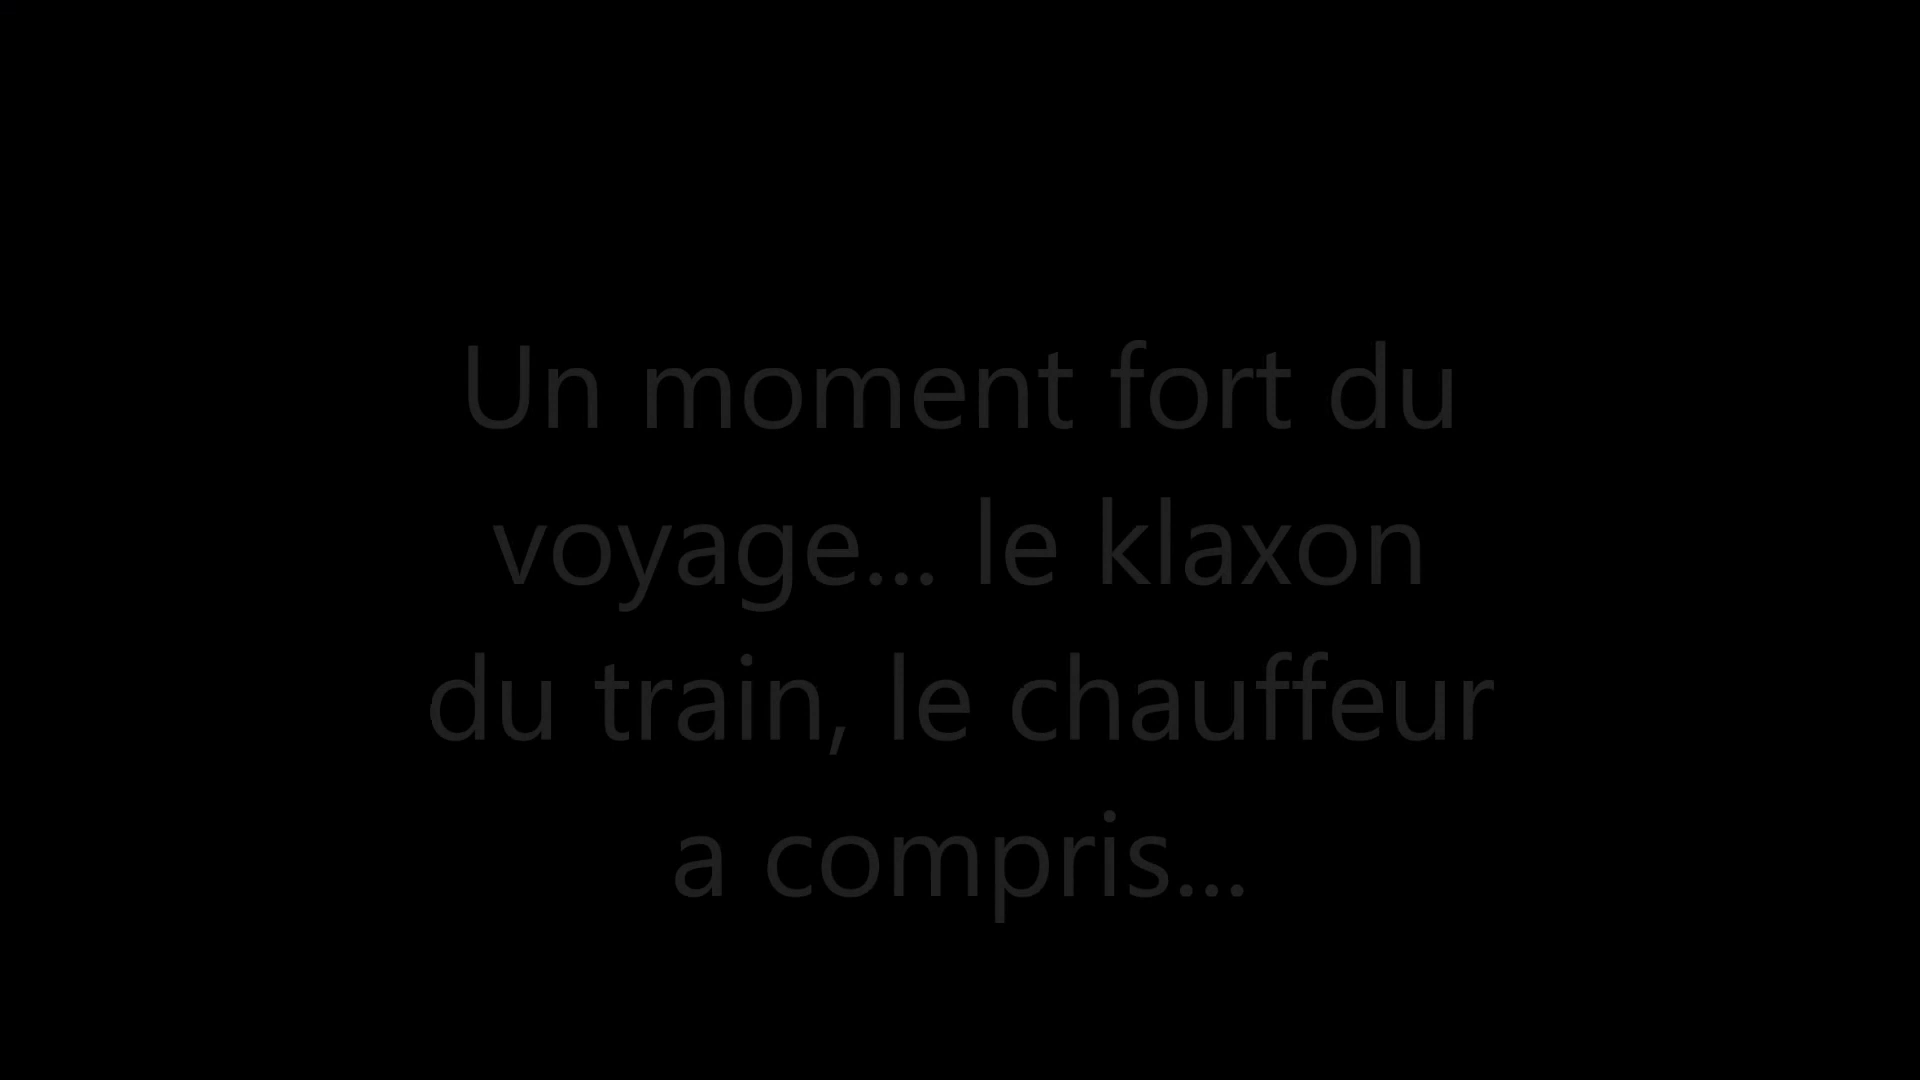 Un moment fort du
voyage... le klaxon
du train, le chauffeur
a compris...